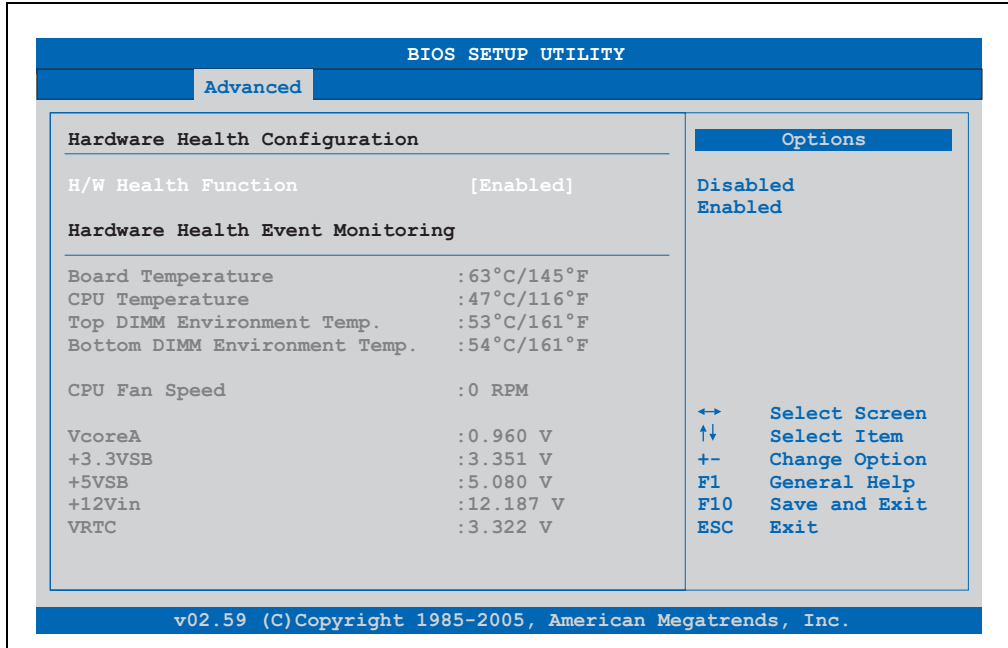 BIOS SETUP UTILITY
Advanced
Hardware Health Configuration
H/W Health Function [Enabled]
Hardware Health Event Monitoring
Board Temperature :63°C/145°F
CPU Temperature :47°C/116°F
Top DIMM Environment Temp. :53°C/161°F
Bottom DIMM Environment Temp. :54°C/161°F
CPU Fan Speed :0 RPM
VcoreA :0.960 V
+3.3VSB :3.351 V
+5VSB :5.080 V
+12Vin :12.187 V
VRTC :3.322 V
Options
Disabled
Enabled
↔ Select Screen
↑↓ Select Item
+- Change Option
F1 General Help
F10 Save and Exit
ESC Exit
v02.59 (C)Copyright 1985-2005, American Megatrends, Inc.